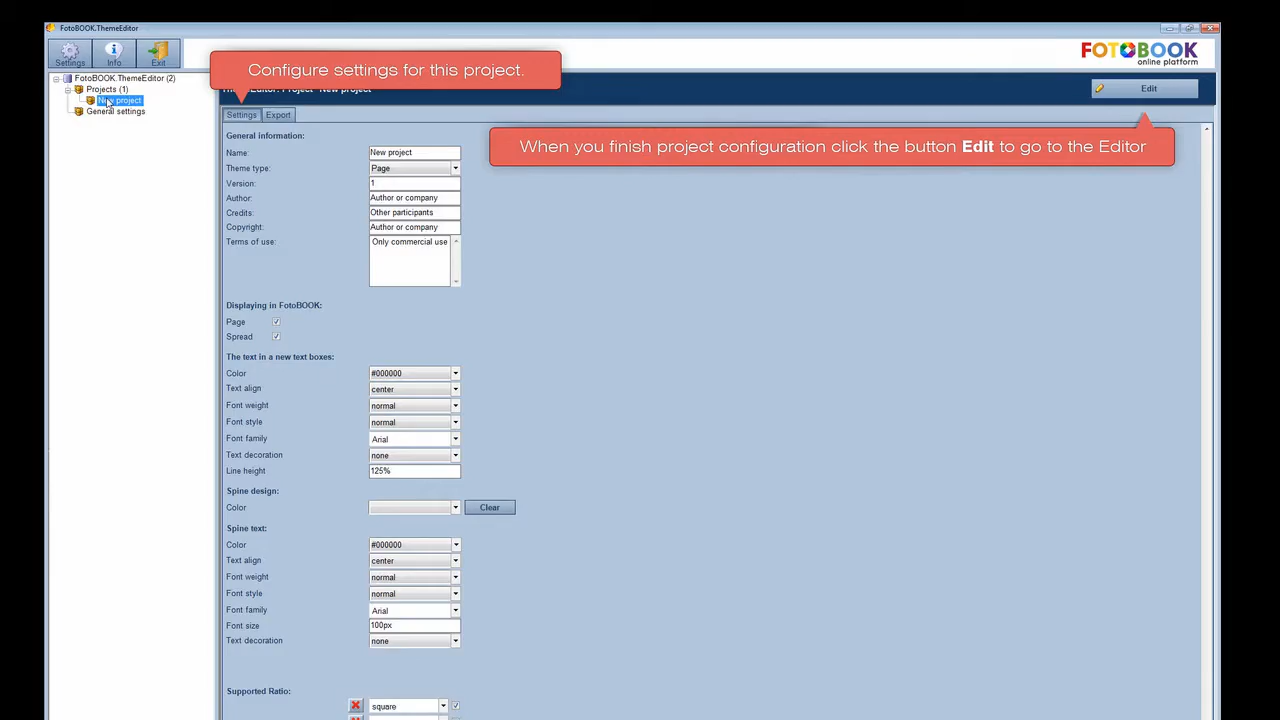 FotoBOOK.ThemeEditor
Settings
Info
Exit
FOTOBOOK
online platform
Configure settings for this project.
FotoBOOK.ThemeEditor (2)
Projects (1)
New project
General settings
Edit
Settings
Export
When you finish project configuration click the button Edit to go to the Editor
General information:
Name: New project
Theme type: Page
Version: 1
Author: Author or company
Credits: Other participants
Copyright: Author or company
Terms of use: Only commercial use
Displaying in FotoBOOK:
Page
Spread
The text in a new text boxes:
Color #000000
Text align center
Font weight normal
Font style normal
Font family Arial
Text decoration none
Line height 125%
Spine design:
Color Clear
Spine text:
Color #000000
Text align center
Font weight normal
Font style normal
Font family Arial
Font size 100px
Text decoration none
Supported Ratio:
square